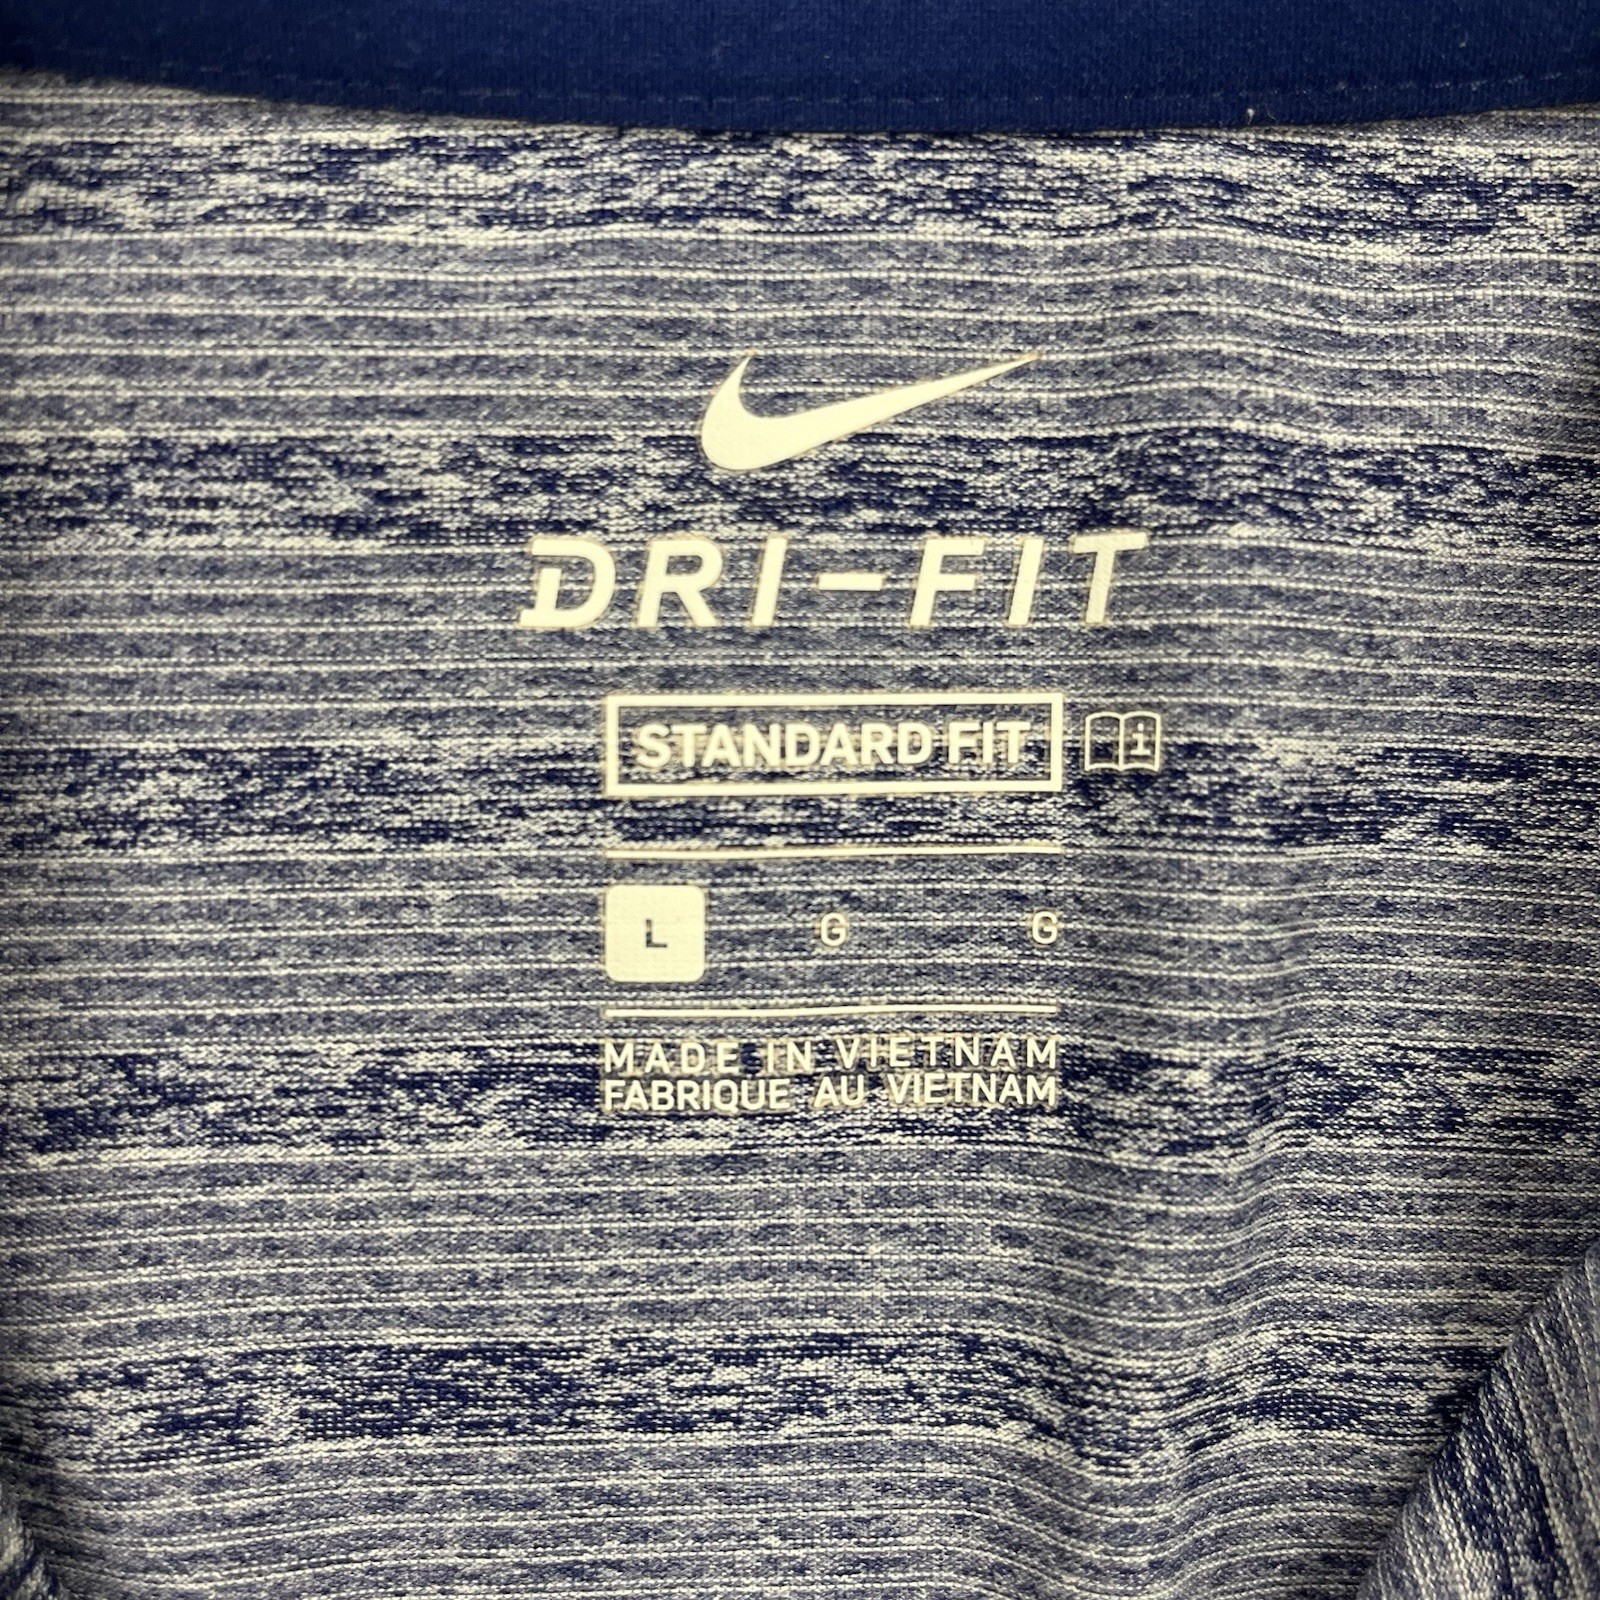 DRI-FIT
STANDARD FIT i
L G G
MADE IN VIETNAM
FABRIQUE AU VIETNAM